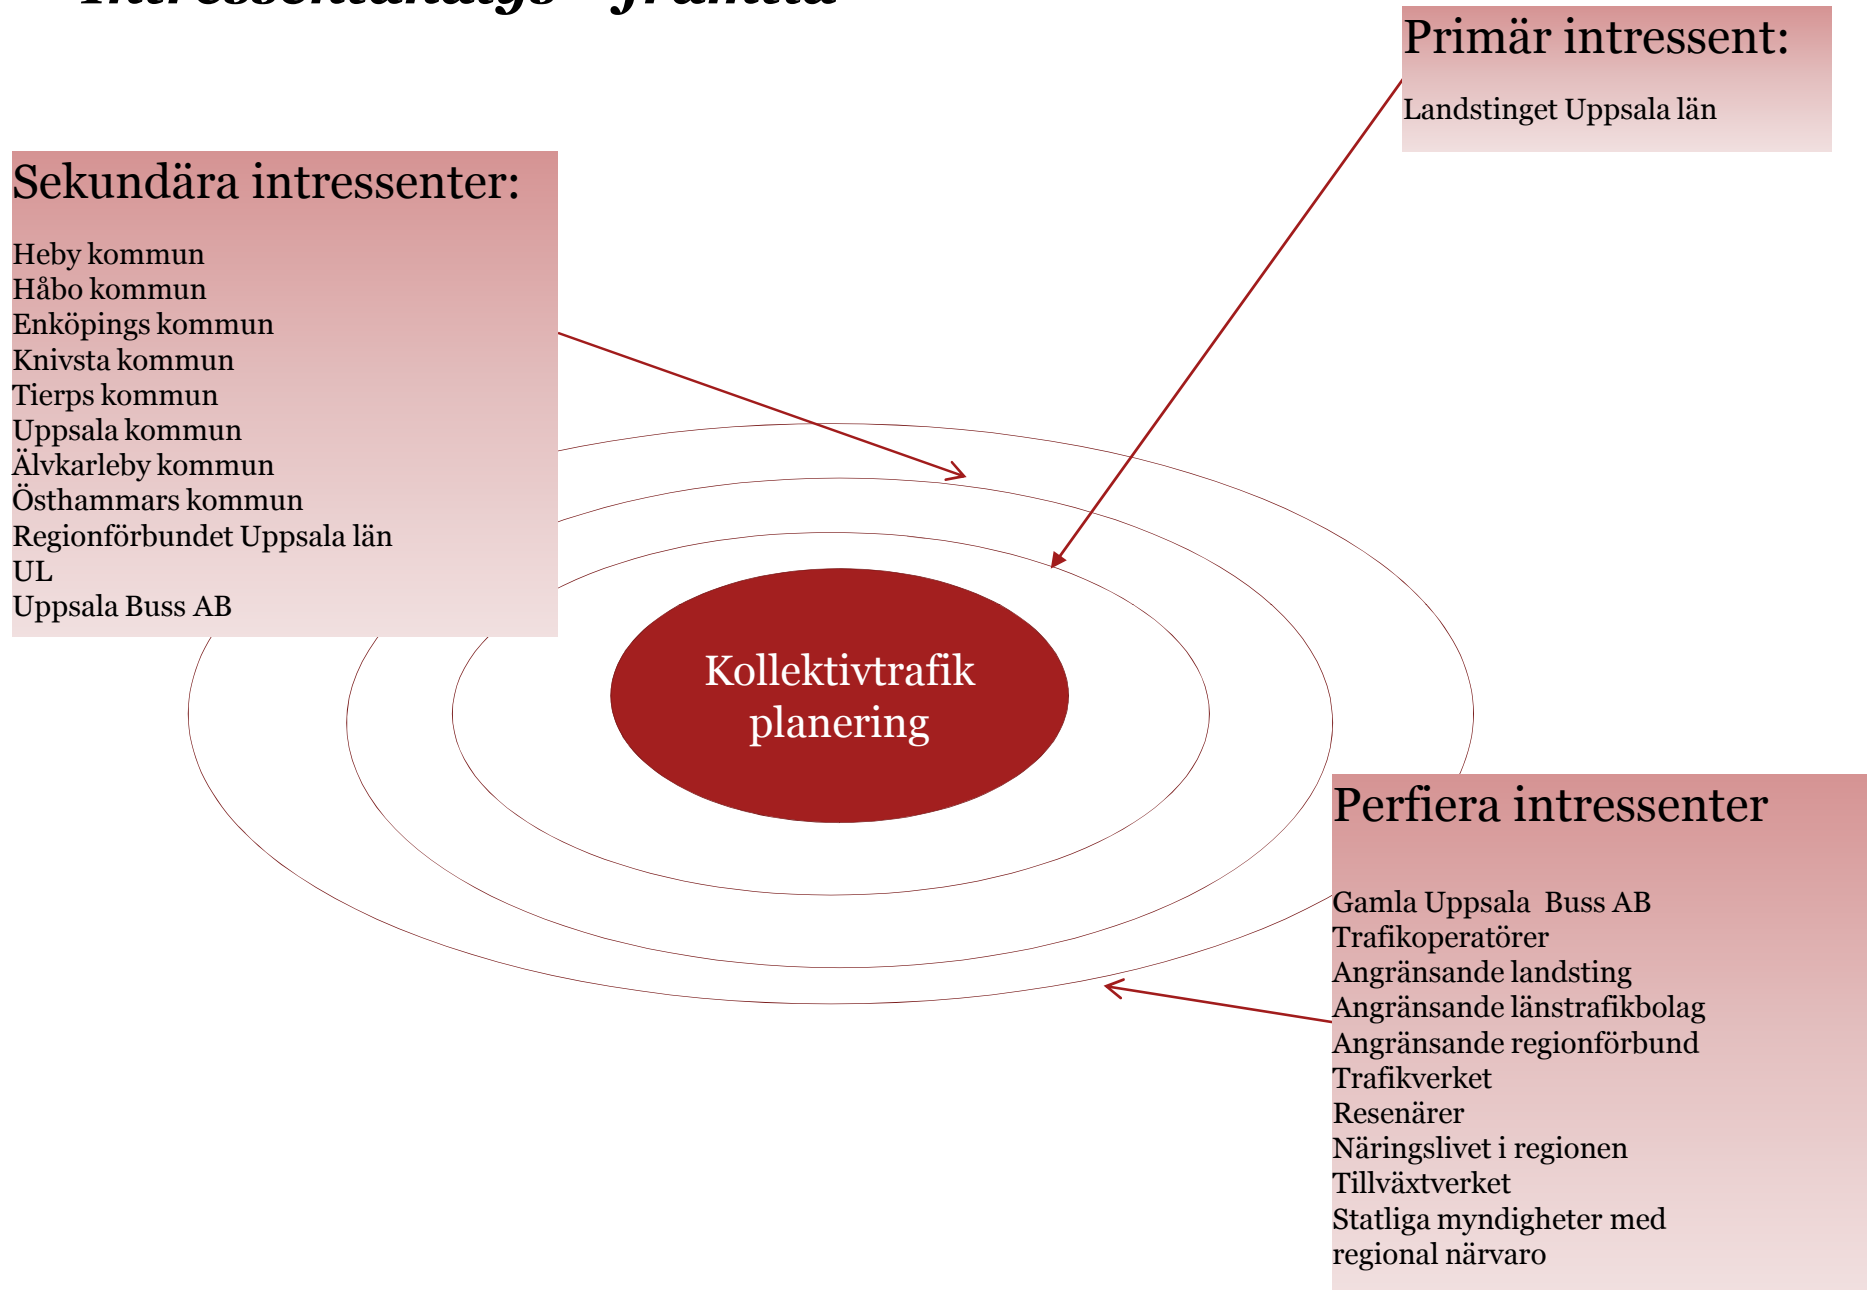 Primär intressent:
Landstinget Uppsala län
Sekundära intressenter:
Heby kommun
Håbo kommun
Enköpings kommun
Knivsta kommun
Tierps kommun
Uppsala kommun
Älvkarleby kommun
Östhammars kommun
Regionförbundet Uppsala län
UL
Uppsala Buss AB
Kollektivtrafik
planering
Perfiera intressenter
Gamla Uppsala Buss AB
Trafikoperatörer
Angränsande landsting
Angränsande länstrafikbolag
Angränsande regionförbund
Trafikverket
Resenärer
Näringslivet i regionen
Tillväxtverket
Statliga myndigheter med
regional närvaro